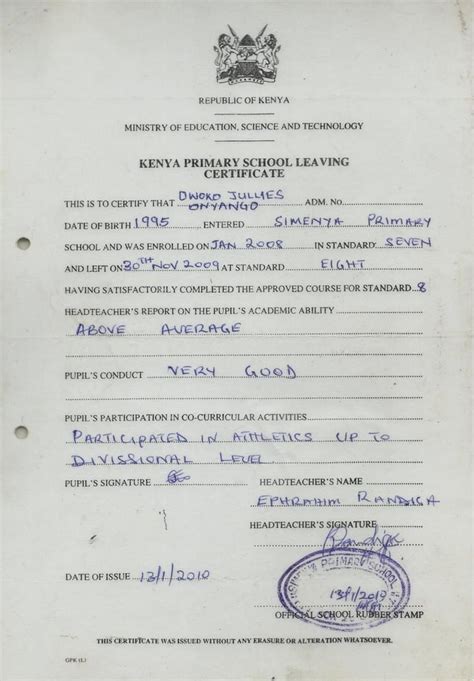 REPUBLIC OF KENYA
MINISTRY OF EDUCATION, SCIENCE AND TECHNOLOGY
KENYA PRIMARY SCHOOL LEAVING
CERTIFICATE
OWOKO JULLIES
THIS IS TO CERTIFY THAT ONYANGO ADM. No.
DATE OF BIRTH 1995 ENTERED SIMENYA PRIMARY
SCHOOL AND WAS ENROLLED ON JAN 2008 IN STANDARD SEVEN
AND LEFT ON 30TH NOV 2009 AT STANDARD EIGHT
HAVING SATISFACTORILY COMPLETED THE APPROVED COURSE FOR STANDARD 8
HEADTEACHER'S REPORT ON THE PUPIL'S ACADEMIC ABILITY
ABOVE AVERAGE
PUPIL'S CONDUCT VERY GOOD
PUPIL'S PARTICIPATION IN CO-CURRICULAR ACTIVITIES
PARTICIPATED IN ATHLETICS UP TO
DIVISSIONAL LEVEL
PUPIL'S SIGNATURE HEADTEACHER'S NAME
EPHRAHIM RANDIGA
HEADTEACHER'S SIGNATURE
DATE OF ISSUE 13/1/2010
PRIMARY SCHOOL
13/1/2010
OFFICIAL SCHOOL RUBBER STAMP
THIS CERTIFICATE WAS ISSUED WITHOUT ANY ERASURE OR ALTERATION WHATSOEVER.
GPK (L)